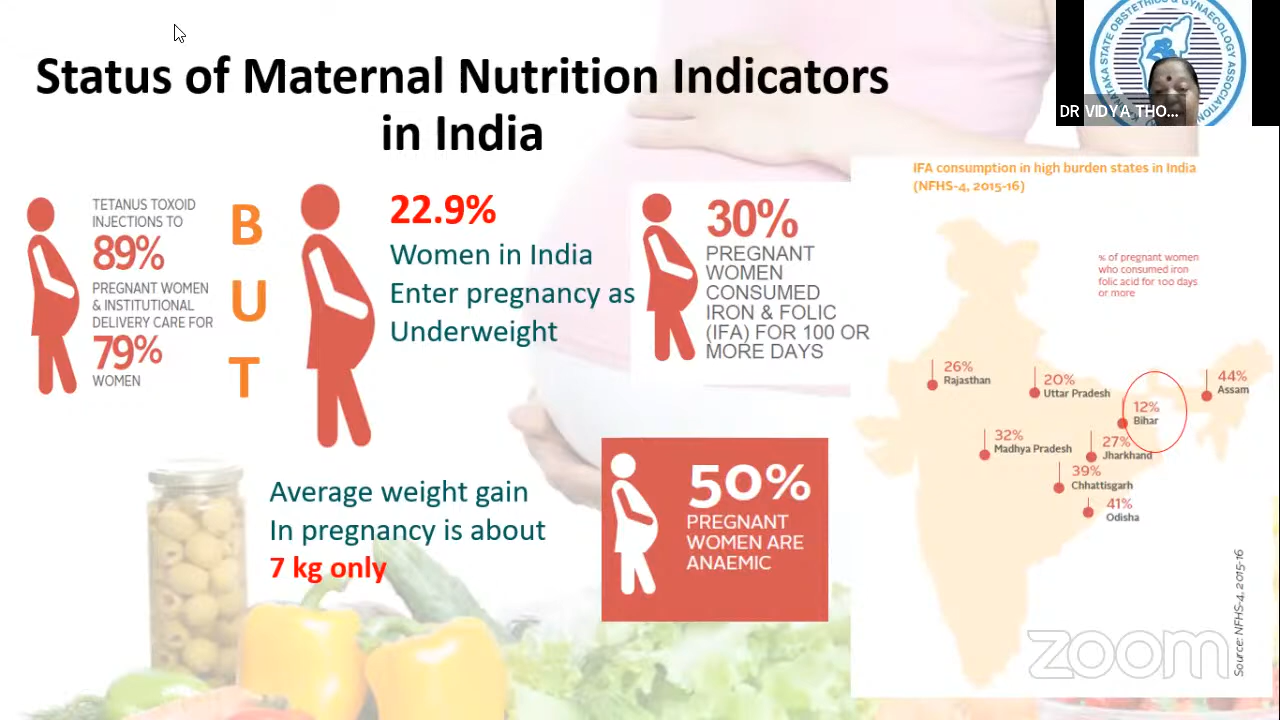 Status of Maternal Nutrition Indicators
in India
TETANUS TOXOID
INJECTIONS TO
89%
PREGNANT WOMEN
& INSTITUTIONAL
DELIVERY CARE FOR
79%
WOMEN
B
U
T
22.9%
Women in India
Enter pregnancy as
Underweight
30%
PREGNANT
WOMEN
CONSUMED
IRON & FOLIC
(IFA) FOR 100 OR
MORE DAYS
Average weight gain
In pregnancy is about
7 kg only
50%
PREGNANT
WOMEN ARE
ANAEMIC
IFA consumption in high burden states in India
(NFHS-4, 2015-16)
% of pregnant women
who consumed iron
folic acid for 100 days
or more
26%
Rajasthan
20%
Uttar Pradesh
12%
Bihar
44%
Assam
32%
Madhya Pradesh
27%
Jharkhand
39%
Chhattisgarh
41%
Odisha
Source: NFHS-4, 2015-16
zoom
STATE OBSTETRICS & GYNAECOLOGY ASSOCIATION
DR VIDYA THO...